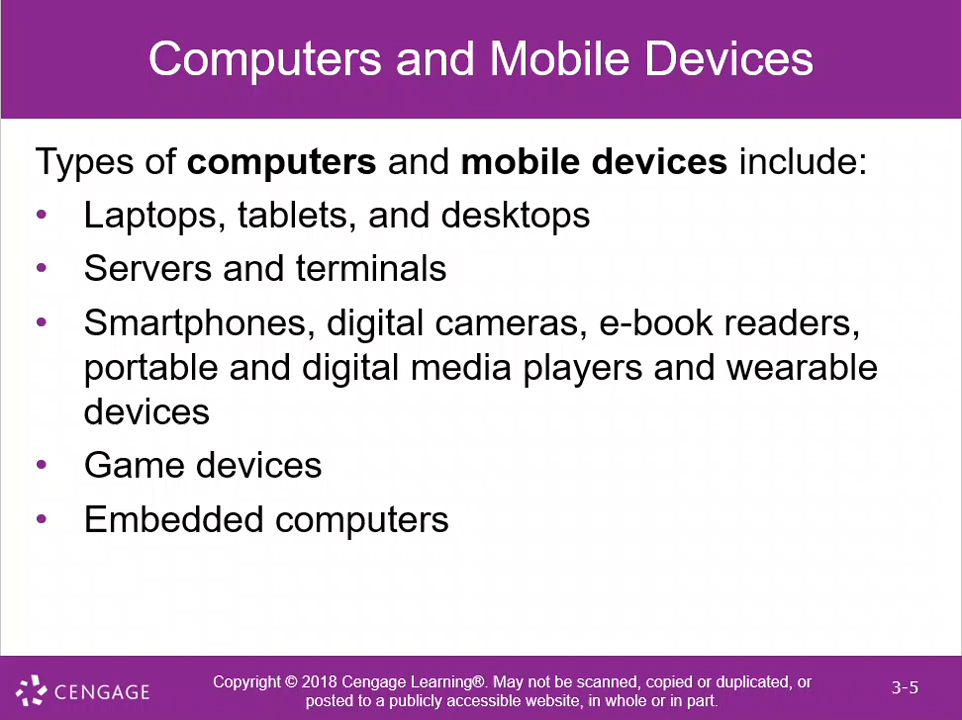 Computers and Mobile Devices
Types of computers and mobile devices include:
• Laptops, tablets, and desktops
• Servers and terminals
• Smartphones, digital cameras, e-book readers,
portable and digital media players and wearable
devices
• Game devices
• Embedded computers
CENGAGE
Copyright © 2018 Cengage Learning®. May not be scanned, copied or duplicated, or
posted to a publicly accessible website, in whole or in part.
3-5